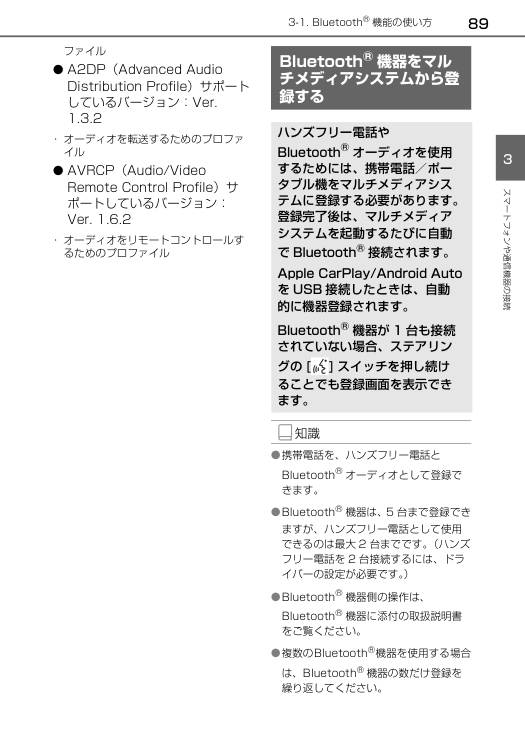 3-1. Bluetooth® 機能の使い方
89
ファイル
● A2DP（Advanced Audio
Distribution Profile）サポート
しているバージョン：Ver.
1.3.2
・ オーディオを転送するためのプロファ
イル
● AVRCP（Audio/Video
Remote Control Profile）サ
ポートしているバージョン：
Ver. 1.6.2
・ オーディオをリモートコントロールす
るためのプロファイル
Bluetooth® 機器をマル
チメディアシステムから登
録する
ハンズフリー電話や
Bluetooth® オーディオを使用
するためには、携帯電話／ポー
タブル機をマルチメディアシス
テムに登録する必要があります。
登録完了後は、マルチメディア
システムを起動するたびに自動
で Bluetooth® 接続されます。
Apple CarPlay/Android Auto
を USB 接続したときは、自動
的に機器登録されます。
Bluetooth® 機器が 1 台も接続
されていない場合、ステアリン
グの [ ] スイッチを押し続け
ることでも登録画面を表示でき
ます。
知識
●携帯電話を、ハンズフリー電話と
Bluetooth® オーディオとして登録で
きます。
●Bluetooth® 機器は、5 台まで登録でき
ますが、ハンズフリー電話として使用
できるのは最大 2 台までです。（ハンズ
フリー電話を 2 台接続するには、ドラ
イバーの設定が必要です。）
●Bluetooth® 機器側の操作は、
Bluetooth® 機器に添付の取扱説明書
をご覧ください。
●複数のBluetooth®機器を使用する場合
は、Bluetooth® 機器の数だけ登録を
繰り返してください。
3
スマートフォンや通信機器の接続